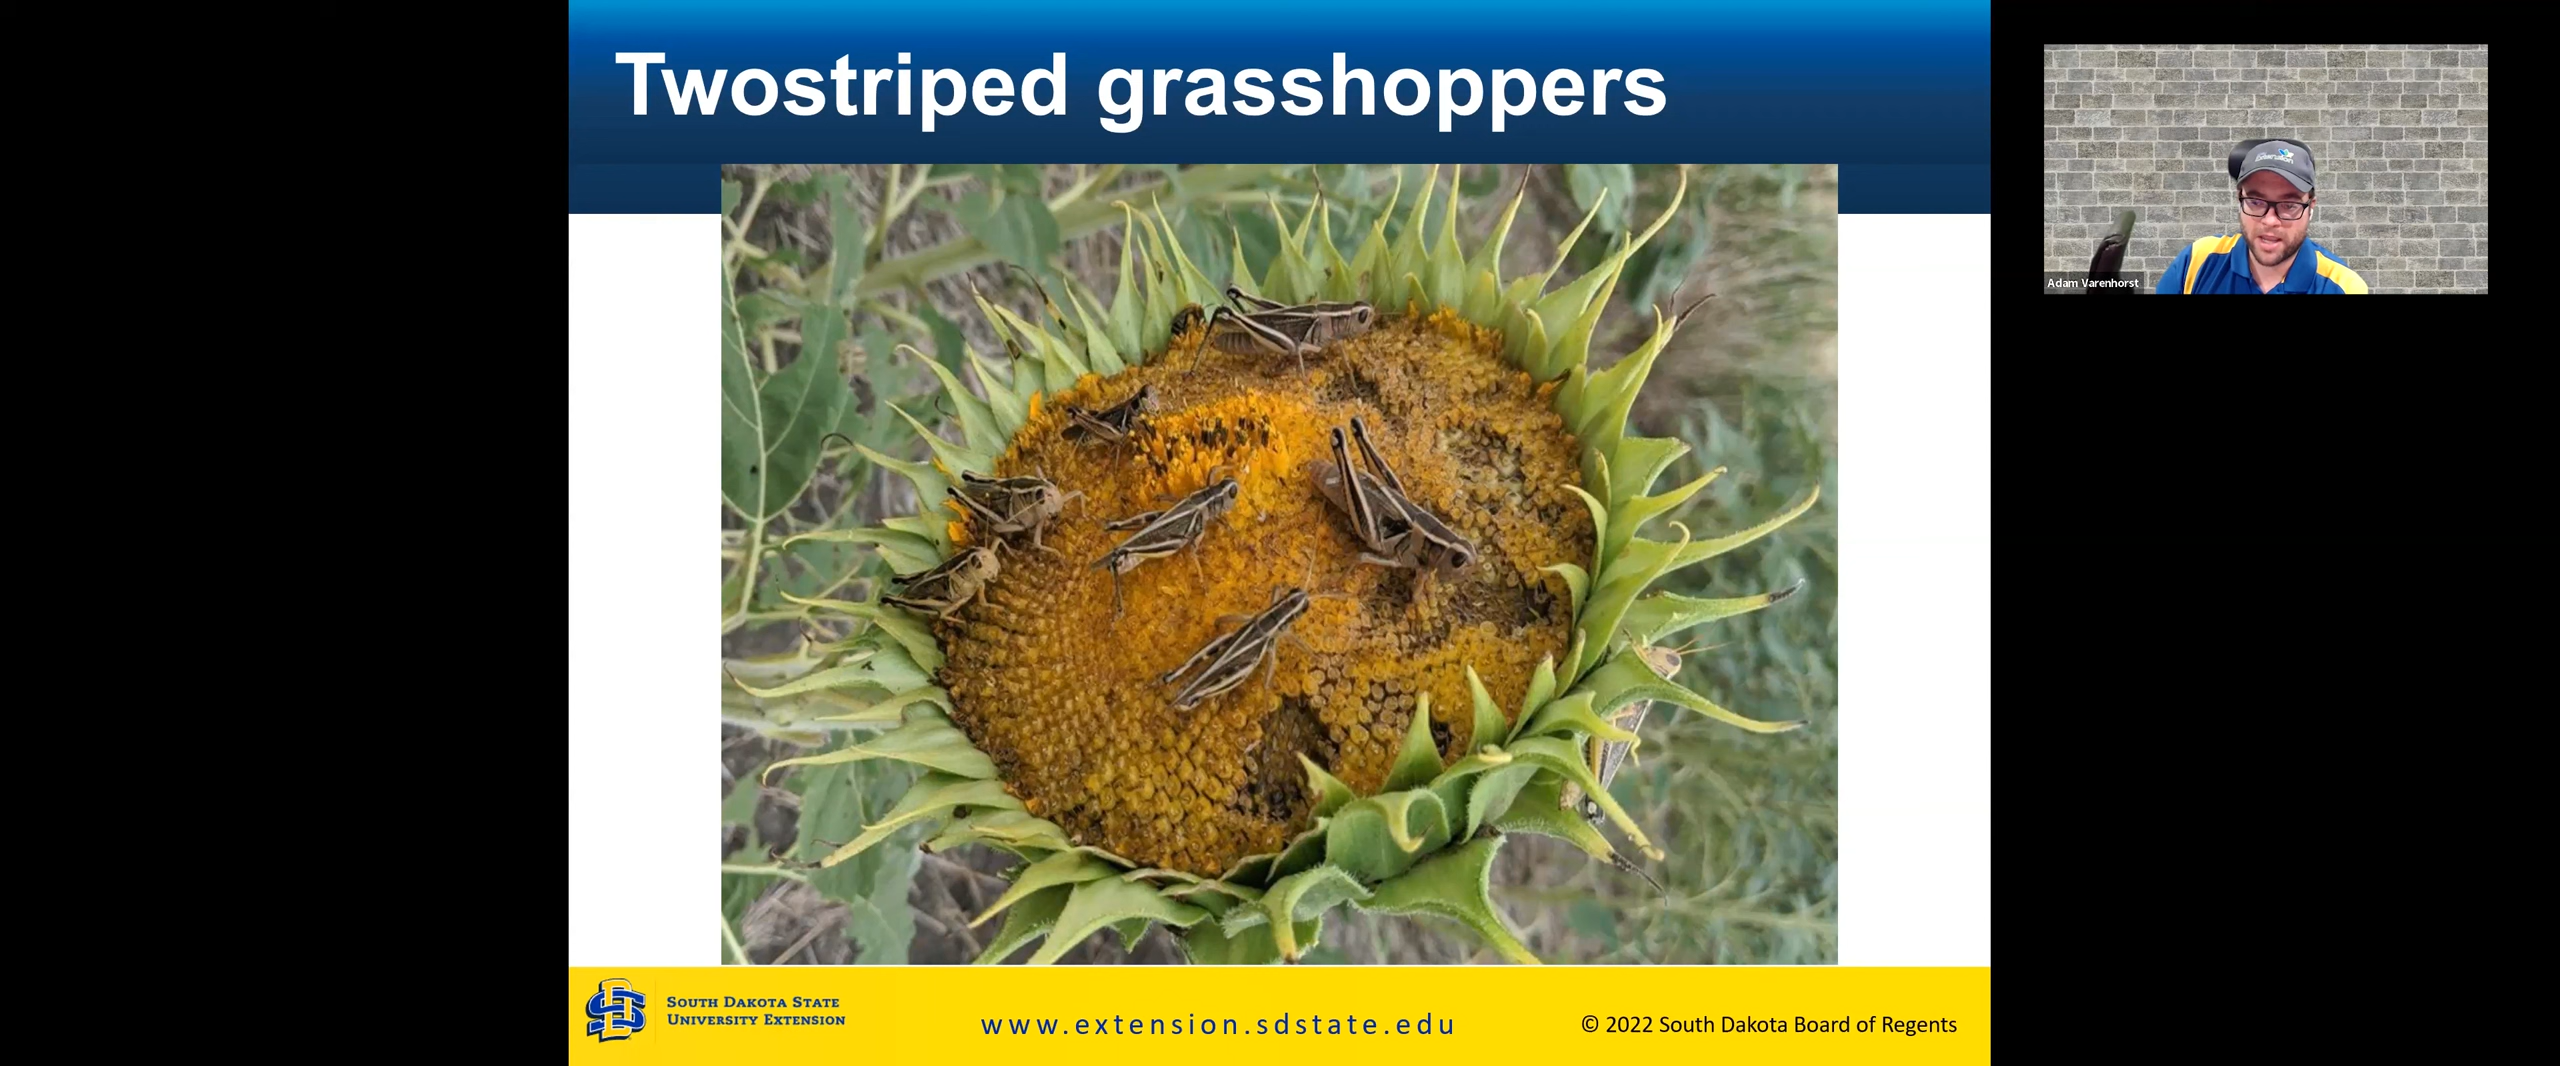 Twostriped grasshoppers
Adam Varenhorst
SOUTH DAKOTA STATE
UNIVERSITY EXTENSION
www.extension.sdstate.edu
© 2022 South Dakota Board of Regents